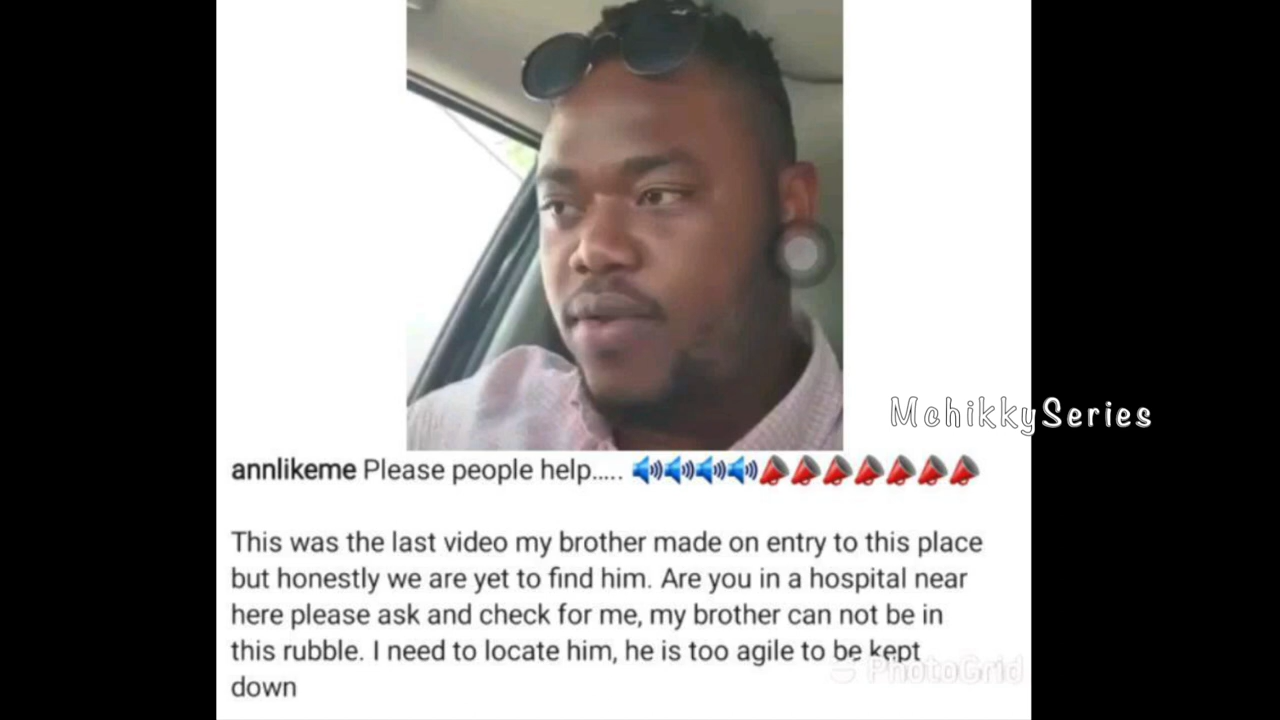 MchikkySeries
annlikeme Please people help..... 🔊🔊🔊🔊📣📣📣📣📣📣📣
This was the last video my brother made on entry to this place
but honestly we are yet to find him. Are you in a hospital near
here please ask and check for me, my brother can not be in
this rubble. I need to locate him, he is too agile to be kept
down
PhotoGrid